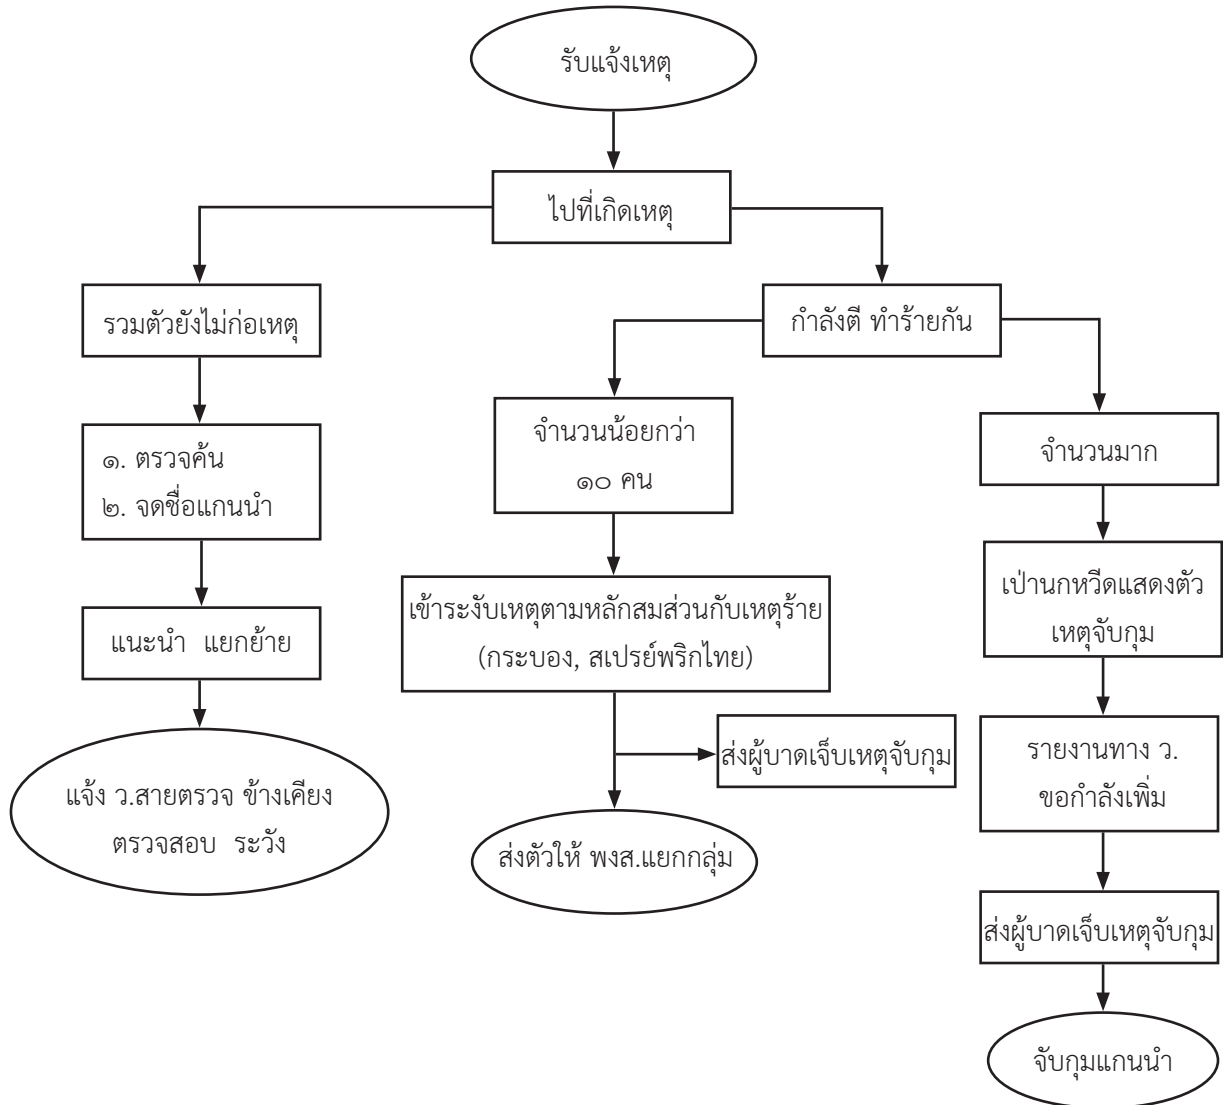 รับแจ้งเหตุ
ไปที่เกิดเหตุ
รวมตัวยังไม่ก่อเหตุ
๑. ตรวจค้น
๒. จดชื่อแกนนำ
แนะนำ แยกย้าย
แจ้ง ว.สายตรวจ ข้างเคียง
ตรวจสอบ ระวัง
กำลังตี ทำร้ายกัน
จำนวนน้อยกว่า
๑๐ คน
เข้าระงับเหตุตามหลักสมส่วนกับเหตุร้าย
(กระบอง, สเปรย์พริกไทย)
ส่งผู้บาดเจ็บเหตุจับกุม
ส่งตัวให้ พงส.แยกกลุ่ม
จำนวนมาก
เป่านกหวีดแสดงตัว
เหตุจับกุม
รายงานทาง ว.
ขอกำลังเพิ่ม
ส่งผู้บาดเจ็บเหตุจับกุม
จับกุมแกนนำ